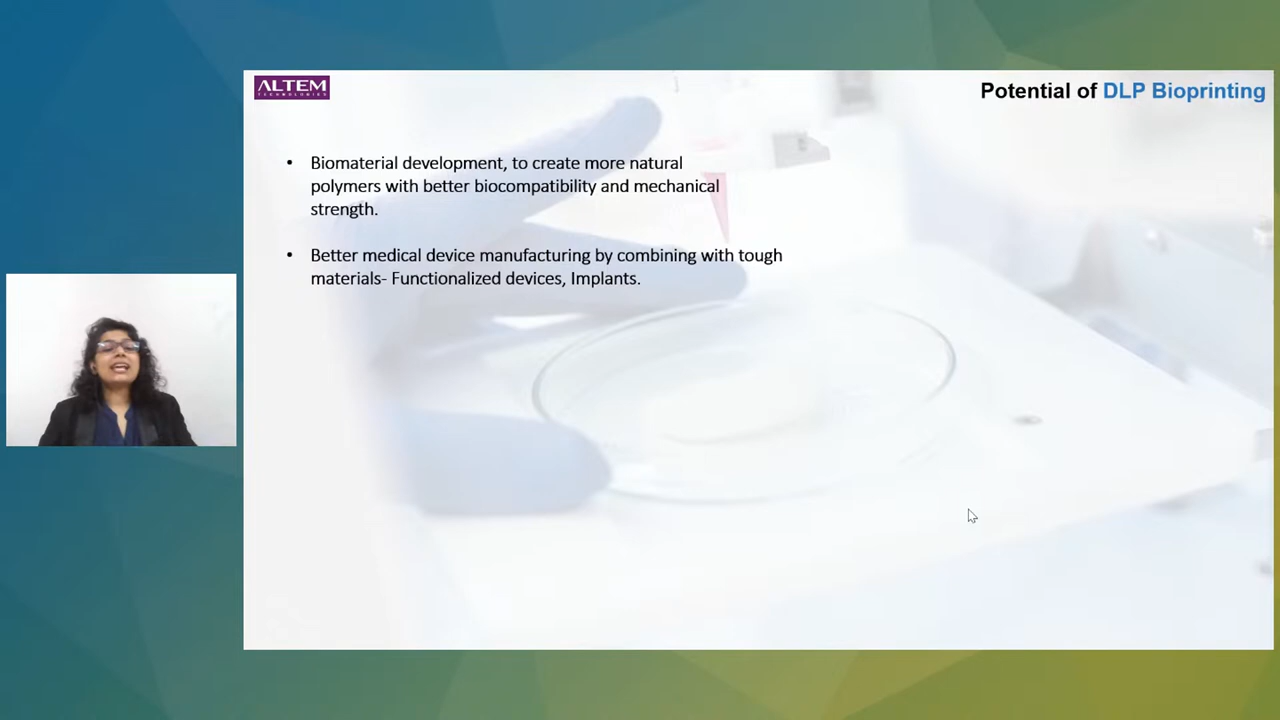 ALTEM
TECHNOLOGIES
Potential of DLP Bioprinting
• Biomaterial development, to create more natural
polymers with better biocompatibility and mechanical
strength.
• Better medical device manufacturing by combining with tough
materials- Functionalized devices, Implants.